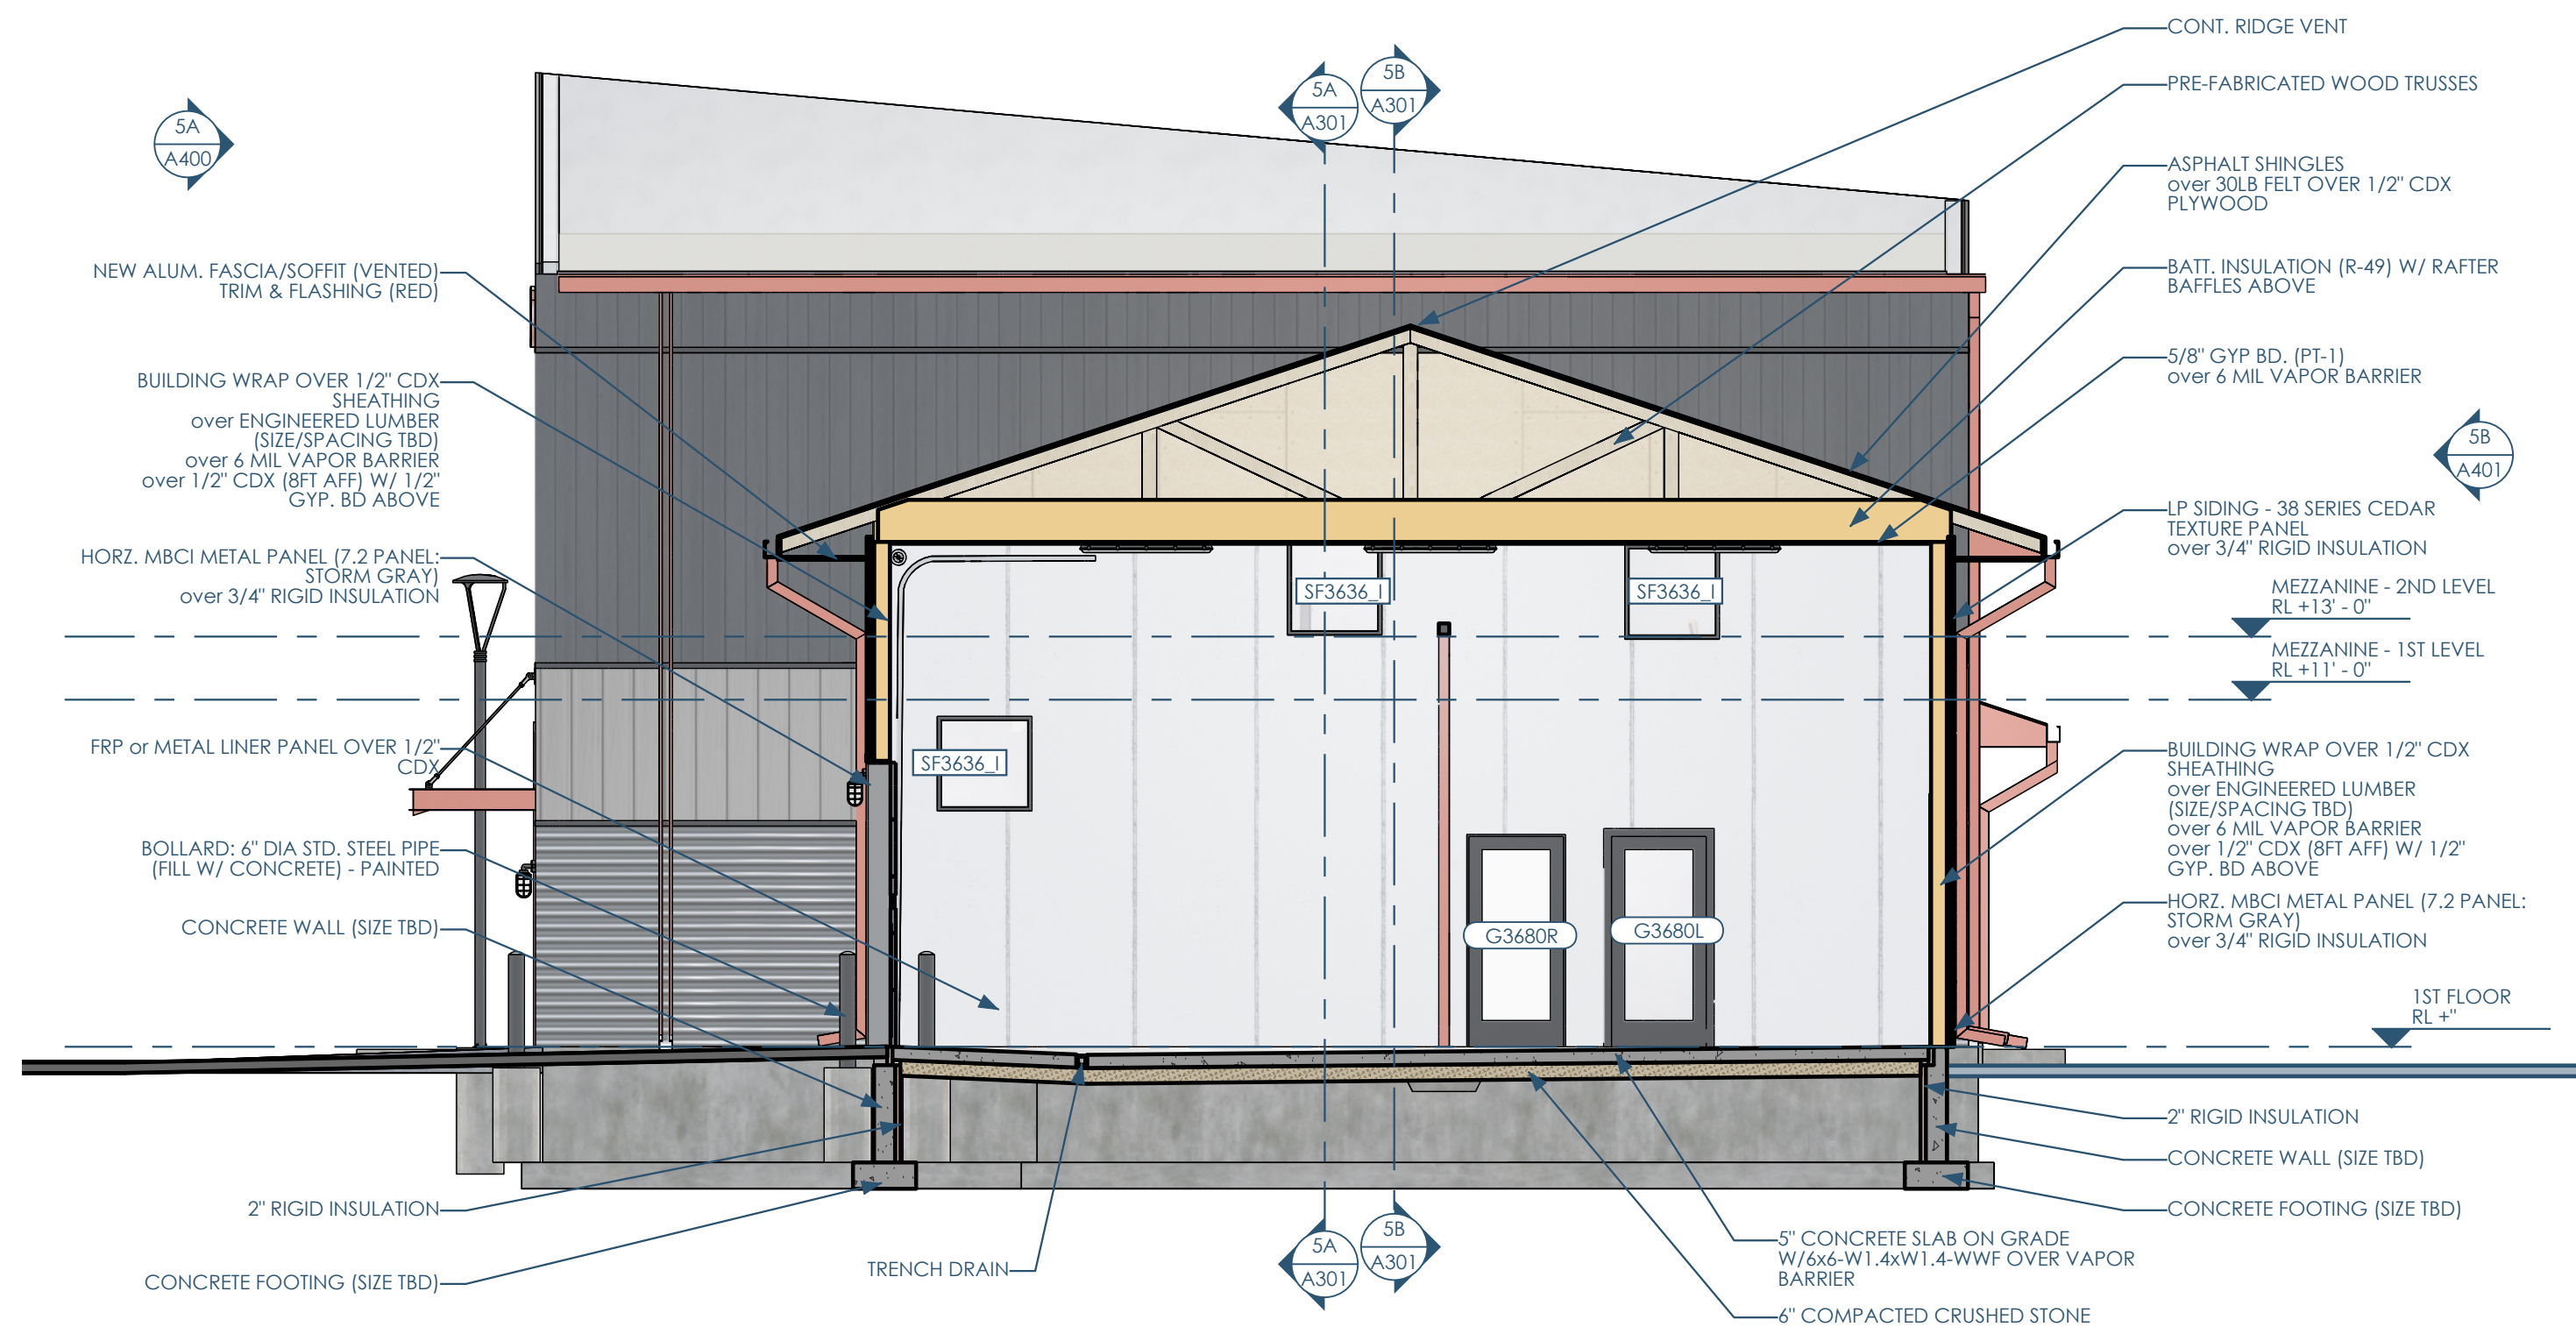 CONT. RIDGE VENT
PRE-FABRICATED WOOD TRUSSES
5A
A301
5B
A301
5A
A400
ASPHALT SHINGLES
over 30LB FELT OVER 1/2" CDX
PLYWOOD
NEW ALUM. FASCIA/SOFFIT (VENTED)
TRIM & FLASHING (RED)
BATT. INSULATION (R-49) W/ RAFTER
BAFFLES ABOVE
5/8" GYP BD. (PT-1)
over 6 MIL VAPOR BARRIER
BUILDING WRAP OVER 1/2" CDX
SHEATHING
over ENGINEERED LUMBER
(SIZE/SPACING TBD)
over 6 MIL VAPOR BARRIER
over 1/2" CDX (8FT AFF) W/ 1/2"
GYP. BD ABOVE
5B
A401
LP SIDING - 38 SERIES CEDAR
TEXTURE PANEL
over 3/4" RIGID INSULATION
HORZ. MBCI METAL PANEL (7.2 PANEL:
STORM GRAY)
over 3/4" RIGID INSULATION
SF3636_I
SF3636_I
MEZZANINE - 2ND LEVEL
RL +13' - 0"
MEZZANINE - 1ST LEVEL
RL +11' - 0"
FRP or METAL LINER PANEL OVER 1/2"
CDX
SF3636_I
BUILDING WRAP OVER 1/2" CDX
SHEATHING
over ENGINEERED LUMBER
(SIZE/SPACING TBD)
over 6 MIL VAPOR BARRIER
over 1/2" CDX (8FT AFF) W/ 1/2"
GYP. BD ABOVE
BOLLARD: 6" DIA STD. STEEL PIPE
(FILL W/ CONCRETE) - PAINTED
CONCRETE WALL (SIZE TBD)
G3680R
G3680L
HORZ. MBCI METAL PANEL (7.2 PANEL:
STORM GRAY)
over 3/4" RIGID INSULATION
1ST FLOOR
RL +"
2" RIGID INSULATION
CONCRETE WALL (SIZE TBD)
CONCRETE FOOTING (SIZE TBD)
2" RIGID INSULATION
CONCRETE FOOTING (SIZE TBD)
TRENCH DRAIN
5A
A301
5B
A301
5" CONCRETE SLAB ON GRADE
W/6x6-W1.4xW1.4-WWF OVER VAPOR
BARRIER
6" COMPACTED CRUSHED STONE